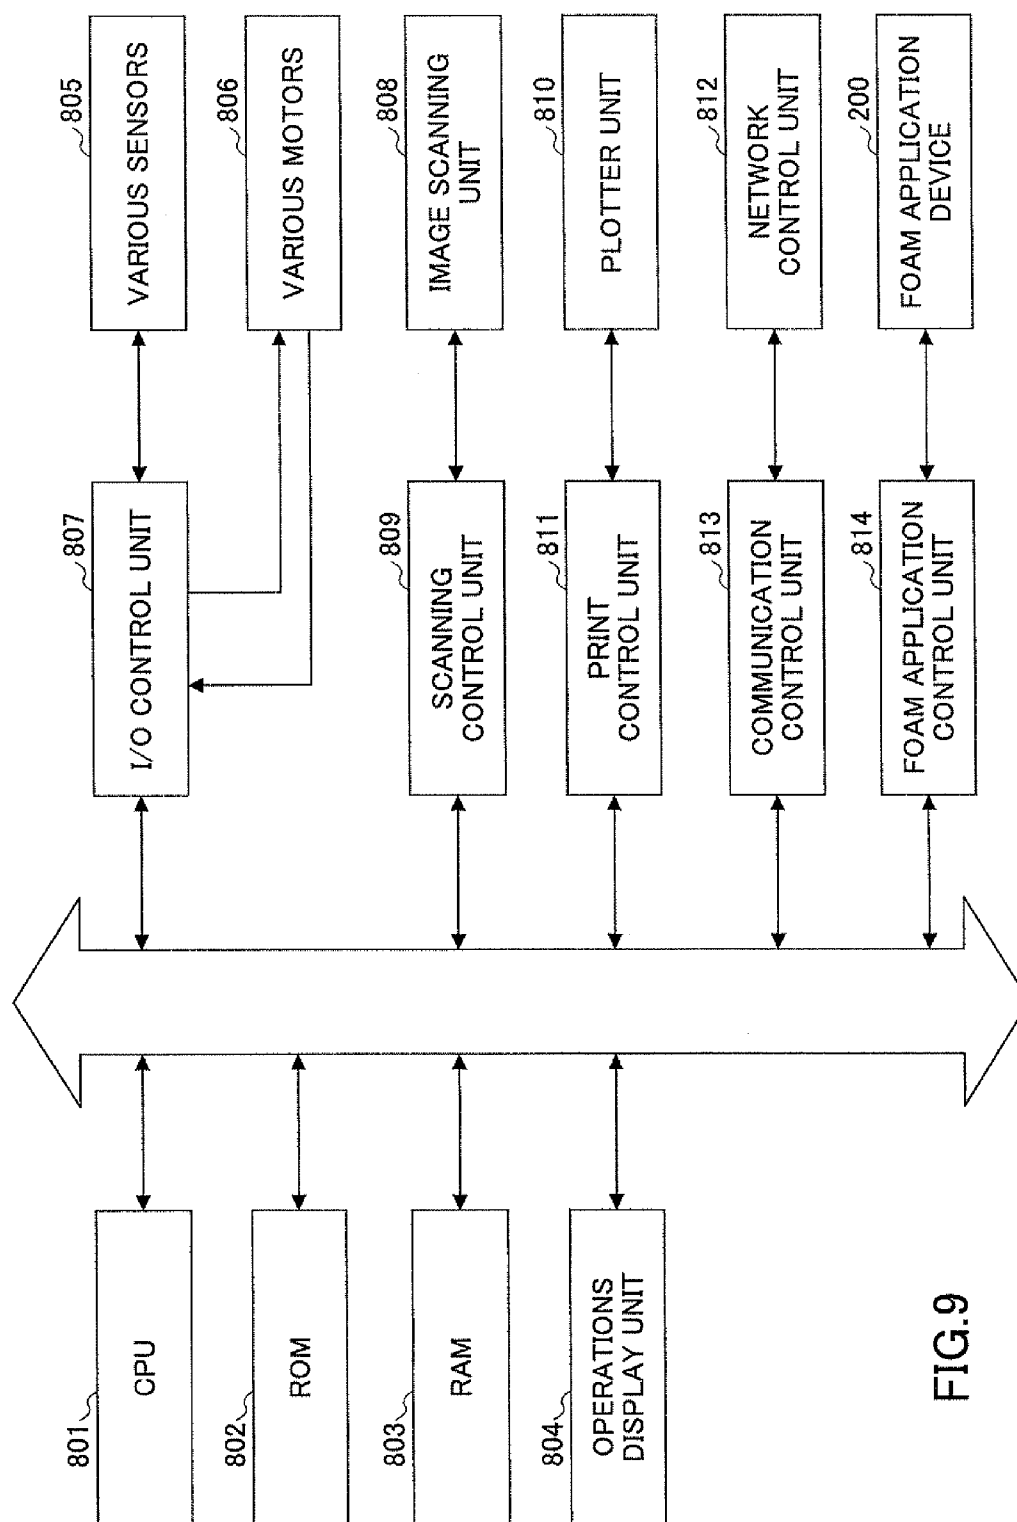 801
CPU
802
ROM
803
RAM
804
OPERATIONS
DISPLAY UNIT
807
I/O CONTROL UNIT
809
SCANNING
CONTROL UNIT
811
PRINT
CONTROL UNIT
813
COMMUNICATION
CONTROL UNIT
814
FOAM APPLICATION
CONTROL UNIT
805
VARIOUS SENSORS
806
VARIOUS MOTORS
808
IMAGE SCANNING
UNIT
810
PLOTTER UNIT
812
NETWORK
CONTROL UNIT
200
FOAM APPLICATION
DEVICE
FIG.9